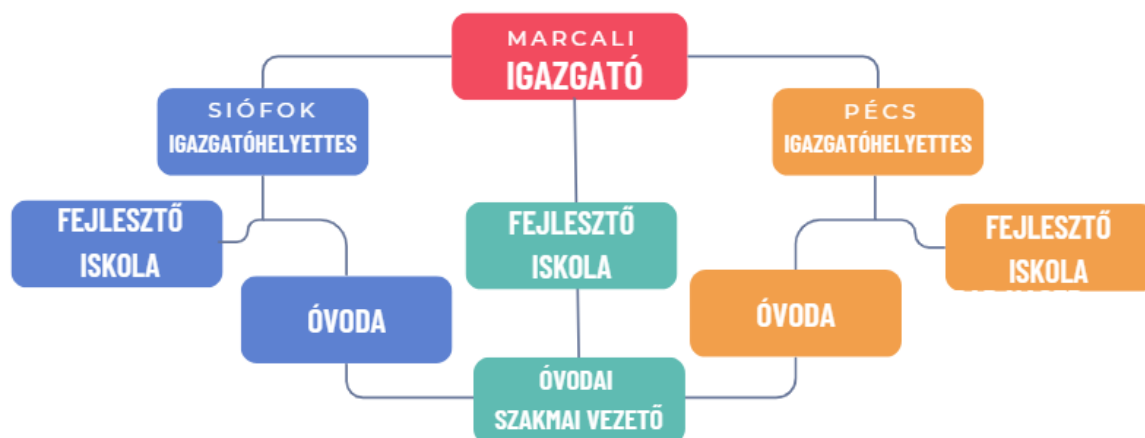 MARCALI
IGAZGATÓ
SIÓFOK
IGAZGATÓHELYETTES
PÉCS
IGAZGATÓHELYETTES
FEJLESZTŐ
ISKOLA
FEJLESZTŐ
ISKOLA
FEJLESZTŐ
ISKOLA
ÓVODA
ÓVODA
ÓVODAI
SZAKMAI VEZETŐ